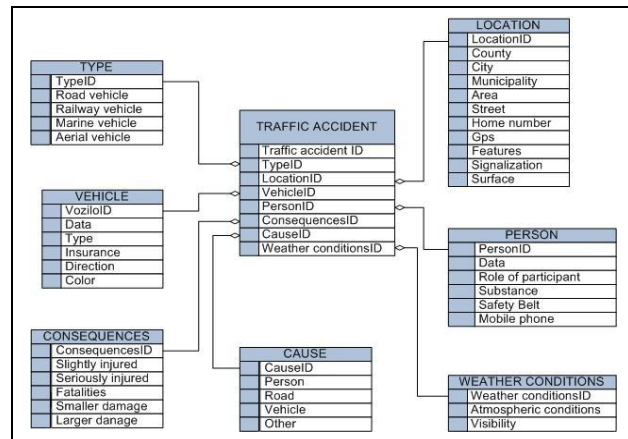 TYPE
TypeID
Road vehicle
Railway vehicle
Marine vehicle
Aerial vehicle
VEHICLE
VoziloID
Data
Type
Insurance
Direction
Color
CONSEQUENCES
ConsequencesID
Slightly injured
Seriously injured
Fatalities
Smaller damage
Larger danage
TRAFFIC ACCIDENT
Traffic accident ID
TypeID
LocationID
VehicleID
PersonID
ConsequencesID
CauseID
Weather conditionsID
CAUSE
CauseID
Person
Road
Vehicle
Other
LOCATION
LocationID
County
City
Municipality
Area
Street
Home number
Gps
Features
Signalization
Surface
PERSON
PersonID
Data
Role of participant
Substance
Safety Belt
Mobile phone
WEATHER CONDITIONS
Weather conditionsID
Atmospheric conditions
Visibility